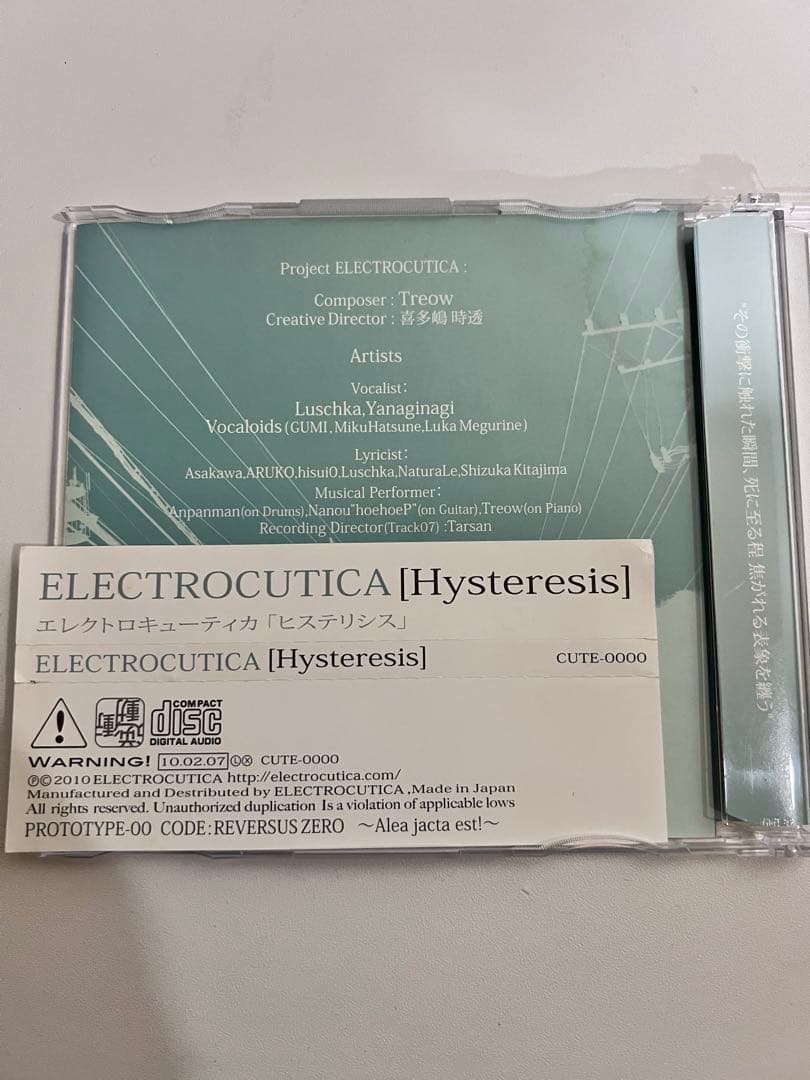 Project ELECTROCUTICA :
Composer : Treow
Creative Director : 喜多嶋 時透
Artists
Vocalist:
Luschka,Yanaginagi
Vocaloids (GUMI, MikuHatsune,Luka Megurine)
Lyricist:
Asakawa,ARUKO,hisui0,Luschka,NaturaLe,Shizuka Kitajima
Musical Performer:
Anpanman(on Drums),Nanou"hoehoeP"(on Guitar),Treow(on Piano)
Recording Director(Track07) :Tarsan
ELECTROCUTICA [Hysteresis]
エレクトロキューティカ「ヒステリシス」
ELECTROCUTICA [Hysteresis] CUTE-0000
COMPACT
disc
DIGITAL AUDIO
WARNING! 10.02.07 CUTE-0000
℗©2010 ELECTROCUTICA http://electrocutica.com/
Manufactured and Destributed by ELECTROCUTICA ,Made in Japan
All rights reserved. Unauthorized duplication Is a violation of applicable lows
PROTOTYPE-00 CODE:REVERSUS ZERO ～Alea jacta est!～
"その衝撃に触れた瞬間、死に至る程 焦がれる表象を纏う"